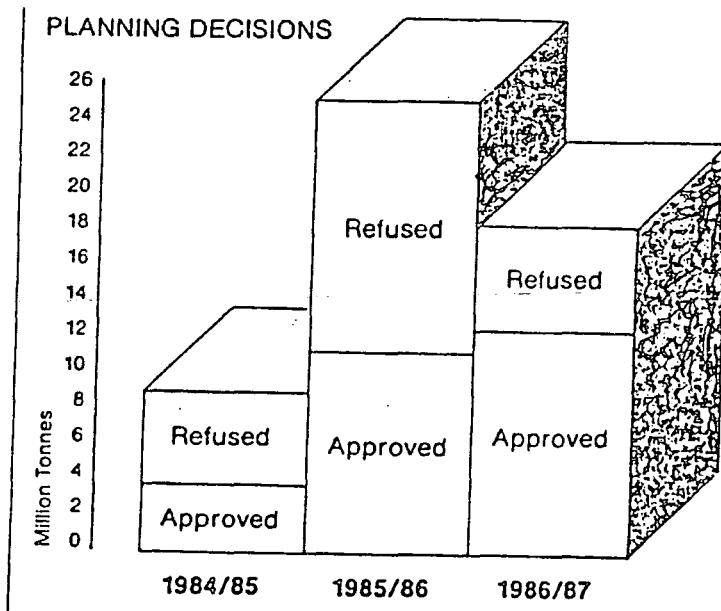 PLANNING DECISIONS
26
24
22
20
18
16
14
12
10
8
6
4
2
0
Million Tonnes
Refused
Approved
Refused
Approved
Refused
Approved
1984/85 1985/86 1986/87